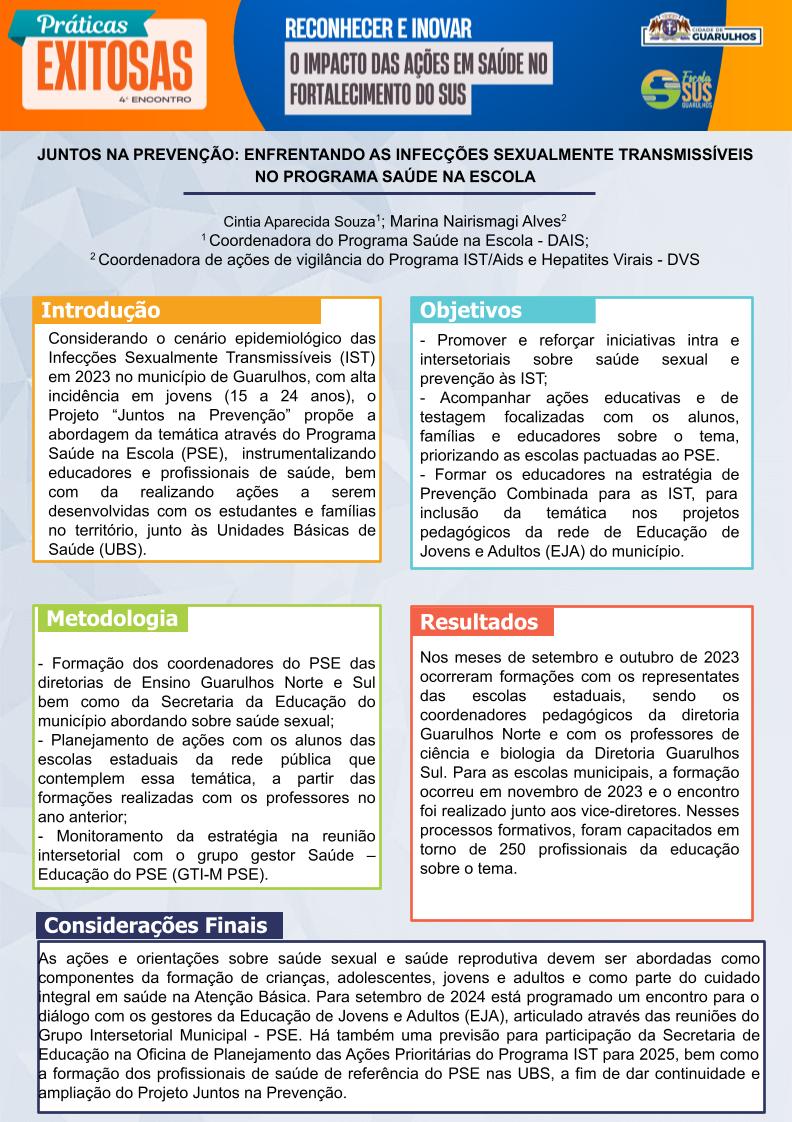 Práticas
EXITOSAS
4º ENCONTRO
RECONHECER E INOVAR
O IMPACTO DAS AÇÕES EM SAÚDE NO
FORTALECIMENTO DO SUS
CIDADE DE
GUARULHOS
Escola
SUS
GUARULHOS
JUNTOS NA PREVENÇÃO: ENFRENTANDO AS INFECÇÕES SEXUALMENTE TRANSMISSÍVEIS
NO PROGRAMA SAÚDE NA ESCOLA
Cintia Aparecida Souza¹; Marina Nairismagi Alves²
¹ Coordenadora do Programa Saúde na Escola - DAIS;
² Coordenadora de ações de vigilância do Programa IST/Aids e Hepatites Virais - DVS
Introdução
Considerando o cenário epidemiológico das
Infecções Sexualmente Transmissíveis (IST)
em 2023 no município de Guarulhos, com alta
incidência em jovens (15 a 24 anos), o
Projeto “Juntos na Prevenção” propõe a
abordagem da temática através do Programa
Saúde na Escola (PSE), instrumentalizando
educadores e profissionais de saúde, bem
com da realizando ações a serem
desenvolvidas com os estudantes e famílias
no território, junto às Unidades Básicas de
Saúde (UBS).
Objetivos
- Promover e reforçar iniciativas intra e
intersetoriais sobre saúde sexual e
prevenção às IST;
- Acompanhar ações educativas e de
testagem focalizadas com os alunos,
famílias e educadores sobre o tema,
priorizando as escolas pactuadas ao PSE.
- Formar os educadores na estratégia de
Prevenção Combinada para as IST, para
inclusão da temática nos projetos
pedagógicos da rede de Educação de
Jovens e Adultos (EJA) do município.
Metodologia
- Formação dos coordenadores do PSE das
diretorias de Ensino Guarulhos Norte e Sul
bem como da Secretaria da Educação do
município abordando sobre saúde sexual;
- Planejamento de ações com os alunos das
escolas estaduais da rede pública que
contemplem essa temática, a partir das
formações realizadas com os professores no
ano anterior;
- Monitoramento da estratégia na reunião
intersetorial com o grupo gestor Saúde –
Educação do PSE (GTI-M PSE).
Resultados
Nos meses de setembro e outubro de 2023
ocorreram formações com os representates
das escolas estaduais, sendo os
coordenadores pedagógicos da diretoria
Guarulhos Norte e com os professores de
ciência e biologia da Diretoria Guarulhos
Sul. Para as escolas municipais, a formação
ocorreu em novembro de 2023 e o encontro
foi realizado junto aos vice-diretores. Nesses
processos formativos, foram capacitados em
torno de 250 profissionais da educação
sobre o tema.
Considerações Finais
As ações e orientações sobre saúde sexual e saúde reprodutiva devem ser abordadas como
componentes da formação de crianças, adolescentes, jovens e adultos e como parte do cuidado
integral em saúde na Atenção Básica. Para setembro de 2024 está programado um encontro para o
diálogo com os gestores da Educação de Jovens e Adultos (EJA), articulado através das reuniões do
Grupo Intersetorial Municipal - PSE. Há também uma previsão para participação da Secretaria de
Educação na Oficina de Planejamento das Ações Prioritárias do Programa IST para 2025, bem como
a formação dos profissionais de saúde de referência do PSE nas UBS, a fim de dar continuidade e
ampliação do Projeto Juntos na Prevenção.